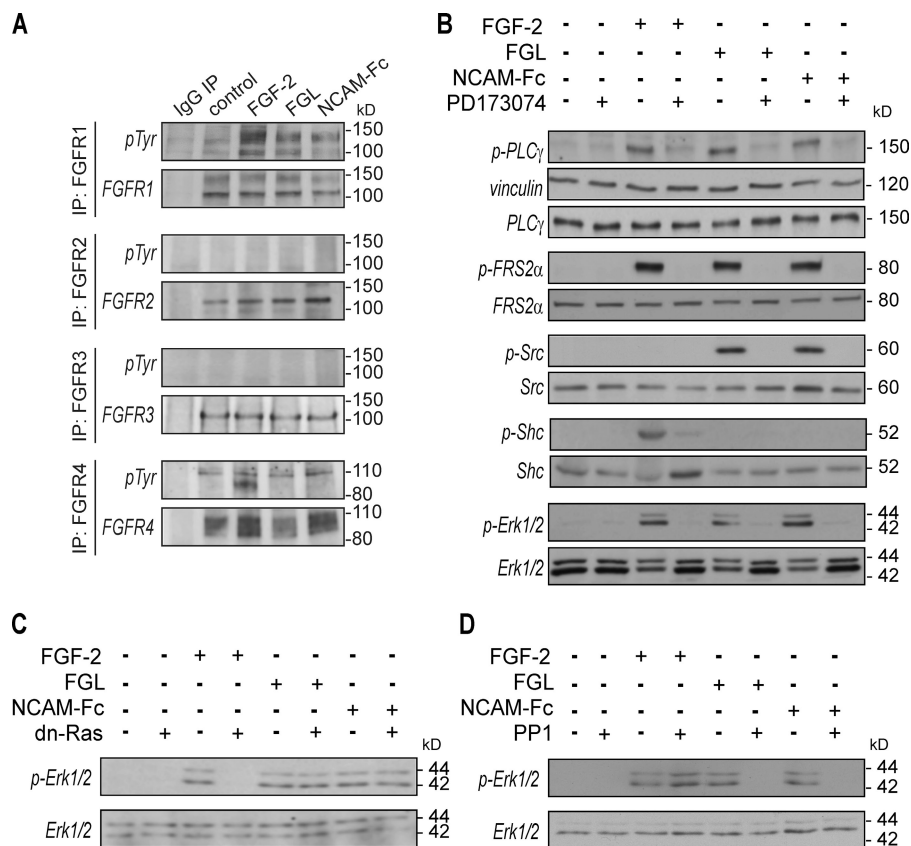 A
IgG IP control FGF-2 FGL NCAM-Fc
kD
IP: FGFR1
pTyr -150 -100
FGFR1 -150 -100
IP: FGFR2
pTyr -150 -100
FGFR2 -150 -100
IP: FGFR3
pTyr -150 -100
FGFR3 -150 -100
IP: FGFR4
pTyr -110 -80
FGFR4 -110 -80
B
FGF-2 - - + + - - - -
FGL - - - - + + - -
NCAM-Fc - - - - - - + +
PD173074 - + - + - + - +
kD
p-PLCγ - 150
vinculin - 120
PLCγ - 150
p-FRS2α - 80
FRS2α - 80
p-Src - 60
Src - 60
p-Shc - 52
Shc - 52
p-Erk1/2 - 44 - 42
Erk1/2 - 44 - 42
C
FGF-2 - - + + - - - -
FGL - - - - + + - -
NCAM-Fc - - - - - - + +
dn-Ras - + - + - + - +
kD
p-Erk1/2 - 44 - 42
Erk1/2 - 44 - 42
D
FGF-2 - - + + - - - -
FGL - - - - + + - -
NCAM-Fc - - - - - - + +
PP1 - + - + - + - +
kD
p-Erk1/2 - 44 - 42
Erk1/2 - 44 - 42